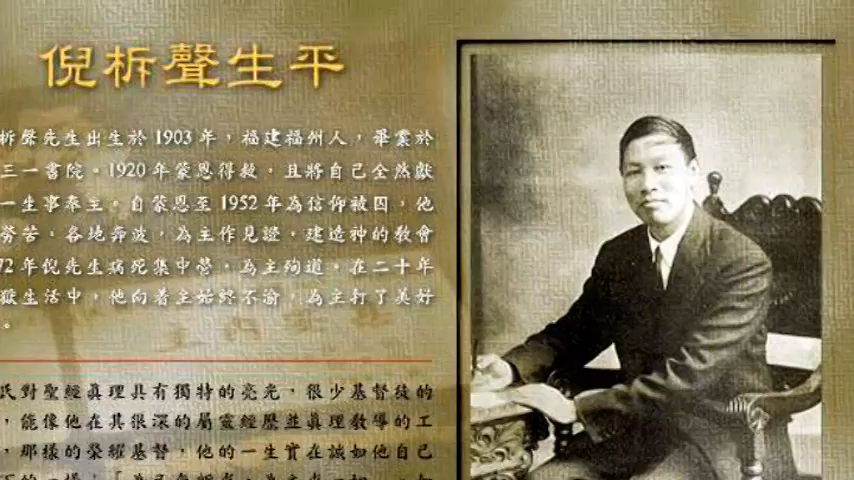 倪柝聲生平
柝聲先生出生於1903年，福建福州人，畢業於
三一書院。1920年蒙恩得救，且將自己全然獻
一生事奉主。自蒙恩至1952年為信仰被囚，他
勞苦，各地奔波，為主作見證，建造神的教會
72年倪先生病死集中營，為主殉道。在二十年
獄生活中，他向着主始終不渝，為主打了美好
。
氏對聖經真理具有獨特的亮光，很少基督徒的
，能像他在其很深的屬靈經歷並真理教導的工
，那樣的榮耀基督，他的一生實在誠如他自己